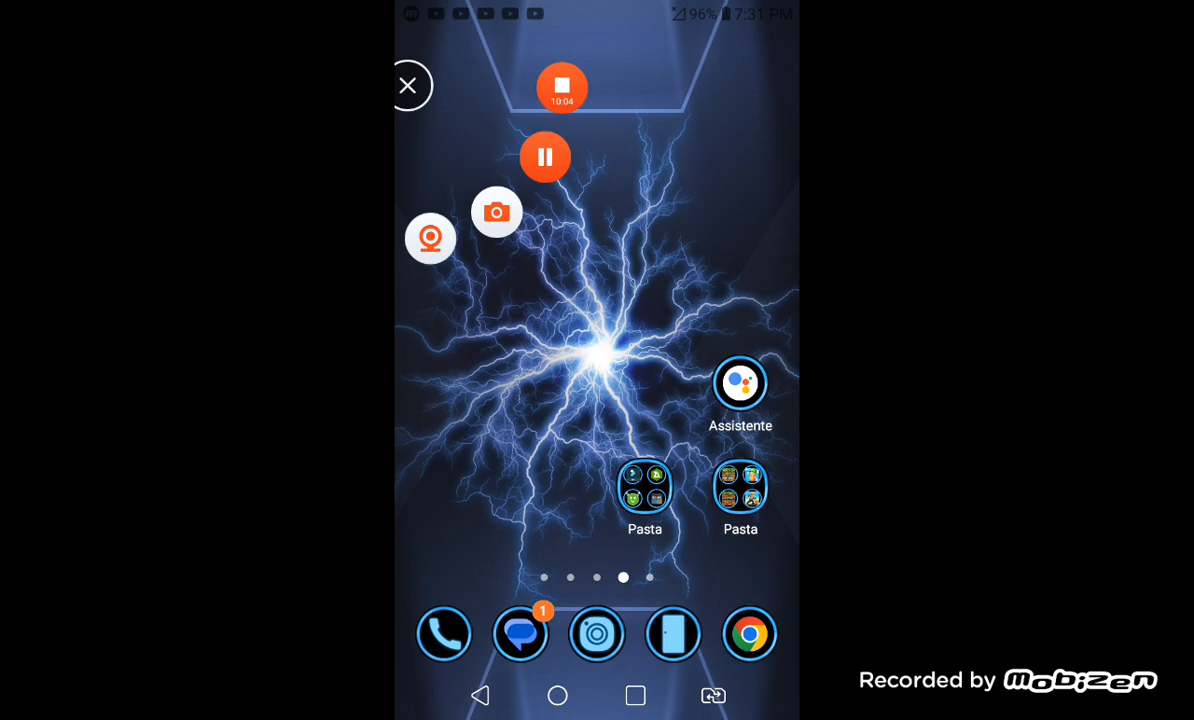 96% 7:31 PM
10:04
Assistente
Pasta Pasta
1
Recorded by mobizen